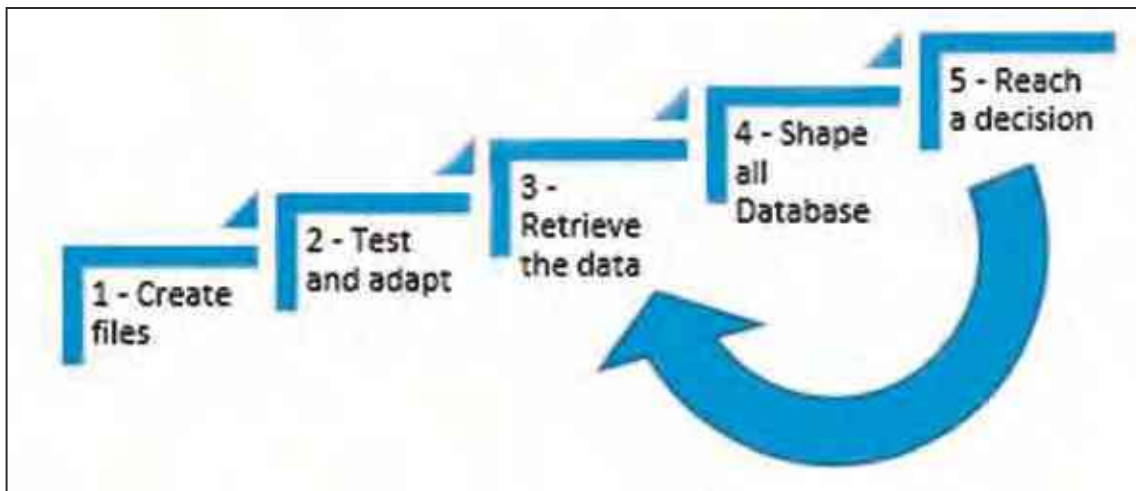 1 - Create
files
2 - Test
and adapt
3 -
Retrieve
the data
4 - Shape
all
Database
5 - Reach
a decision